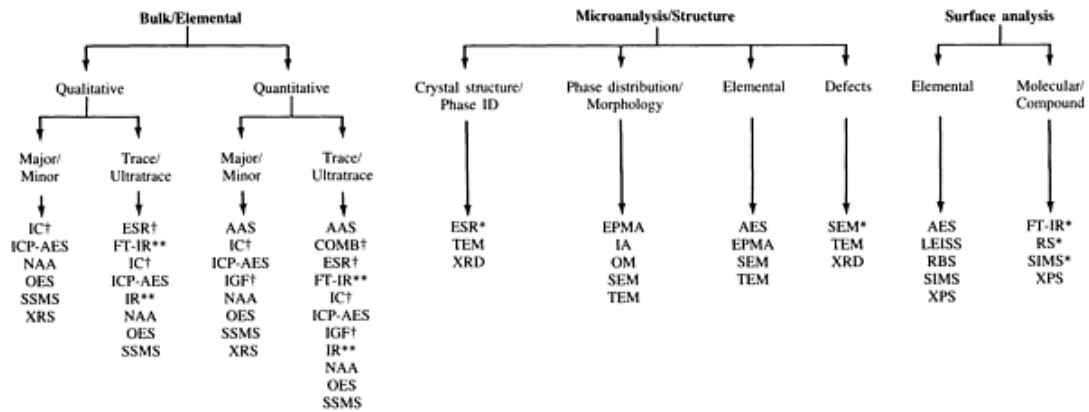 Bulk/Elemental
Qualitative
Major/
Minor
IC†
ICP-AES
NAA
OES
SSMS
XRS
Trace/
Ultratrace
ESR†
FT-IR**
IC†
ICP-AES
IR**
NAA
OES
SSMS
Quantitative
Major/
Minor
AAS
IC†
ICP-AES
IGF†
NAA
OES
SSMS
XRS
Trace/
Ultratrace
AAS
COMB†
ESR†
FT-IR**
IC†
ICP-AES
IGF†
IR**
NAA
OES
SSMS
Microanalysis/Structure
Crystal structure/
Phase ID
ESR*
TEM
XRD
Phase distribution/
Morphology
EPMA
IA
OM
SEM
TEM
Elemental
AES
EPMA
SEM
TEM
Defects
SEM*
TEM
XRD
Surface analysis
Elemental
AES
LEISS
RBS
SIMS
XPS
Molecular/
Compound
FT-IR*
RS*
SIMS*
XPS